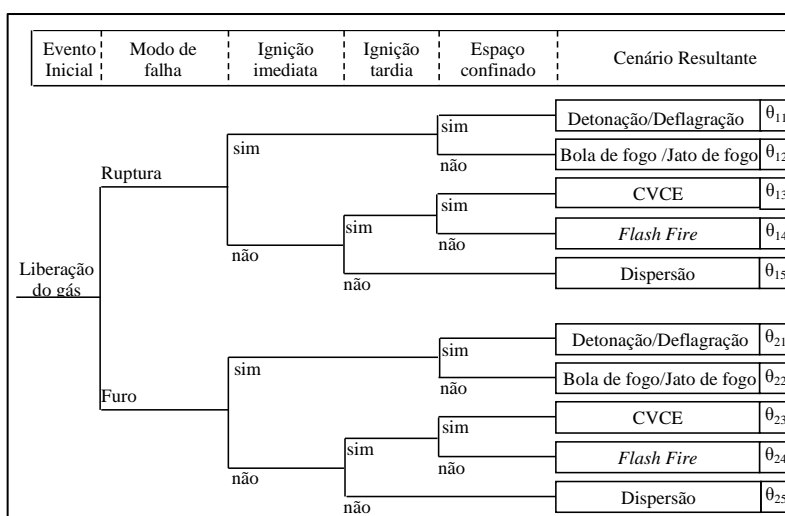 Evento Inicial
Modo de falha
Ignição imediata
Ignição tardia
Espaço confinado
Cenário Resultante
sim
Detonação/Deflagração θ11
sim
não
Bola de fogo /Jato de fogo θ12
Ruptura
CVCE θ13
sim
sim
Flash Fire θ14
não
não
Liberação do gás
Dispersão θ15
não
Detonação/Deflagração θ21
sim
sim
Bola de fogo/Jato de fogo θ22
não
Furo
CVCE θ23
sim
sim
Flash Fire θ24
não
não
Dispersão θ25
não